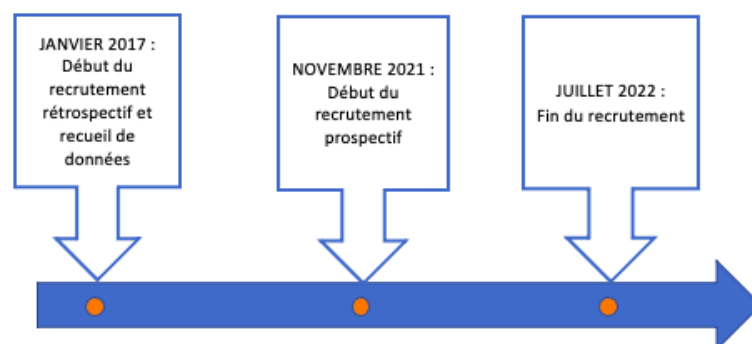 JANVIER 2017 :
Début du
recrutement
rétrospectif et
recueil de
données
NOVEMBRE 2021 :
Début du
recrutement
prospectif
JUILLET 2022 :
Fin du recrutement